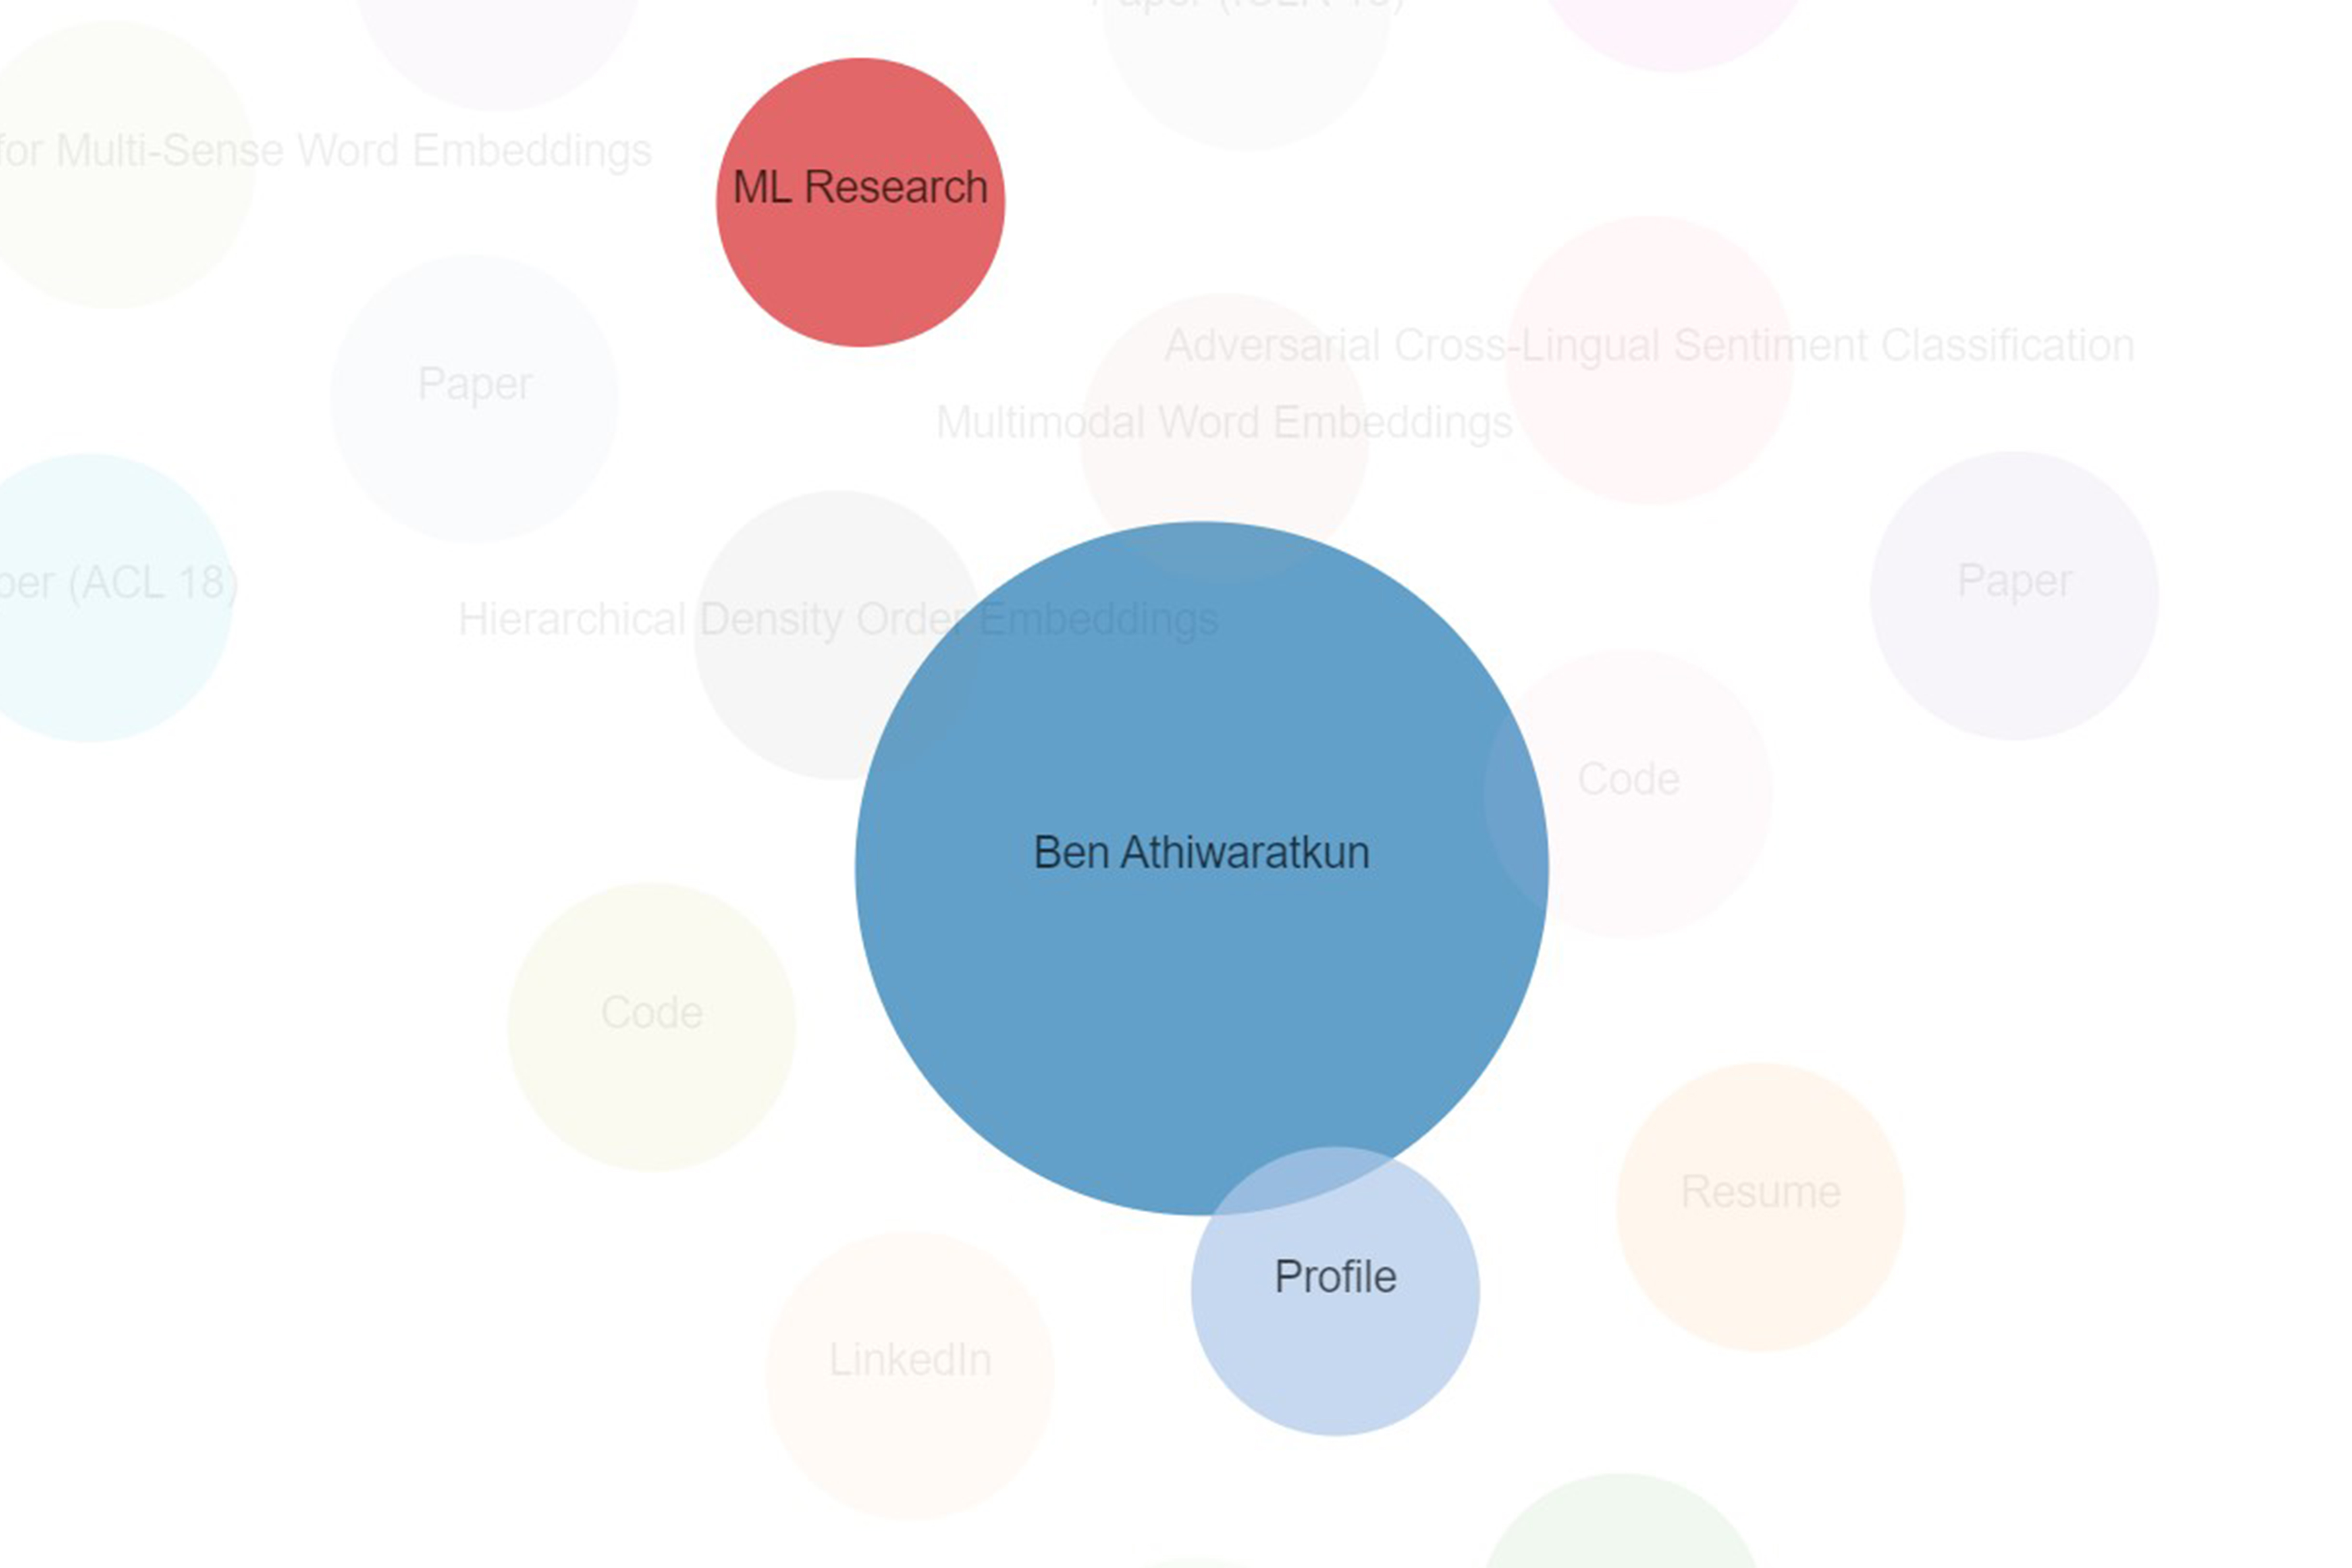 for Multi-Sense Word Embeddings
ML Research
Adversarial Cross-Lingual Sentiment Classification
Paper
Multimodal Word Embeddings
(ACL 18)
Paper
Hierarchical Density Order Embeddings
Code
Ben Athiwaratkun
Code
Resume
Profile
LinkedIn